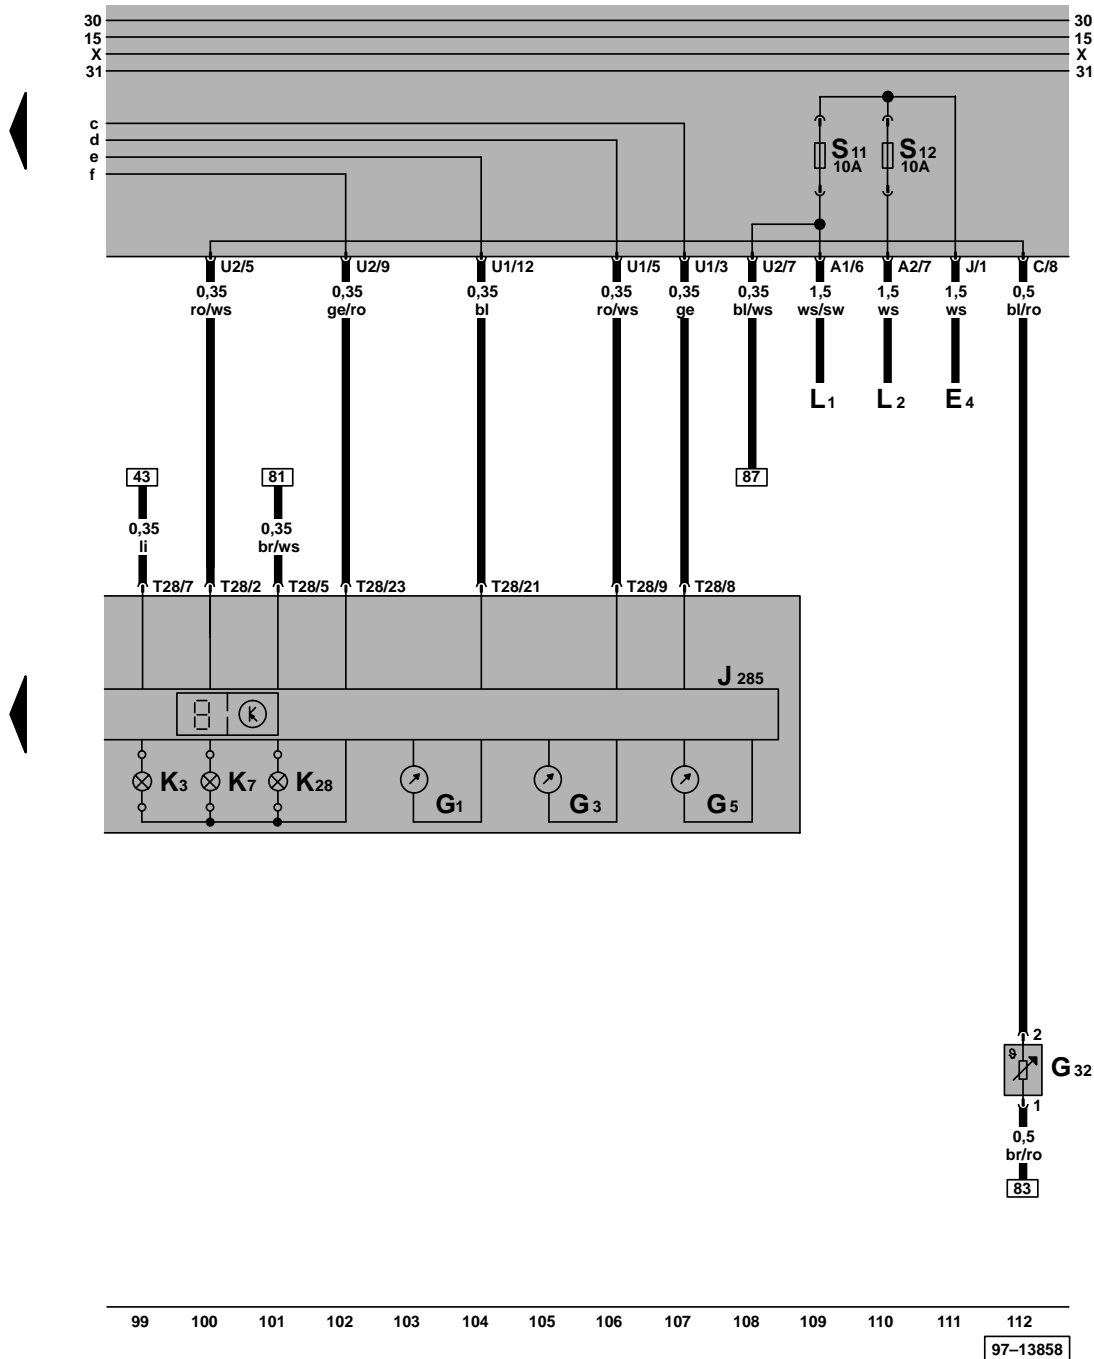 30 30
15 15
X X
31 31
c
d
e
f
S11 S12
10A 10A
U2/5 U2/9 U1/12 U1/5 U1/3 U2/7 A1/6 A2/7 J/1 C/8
0,35 0,35 0,35 0,35 0,35 0,35 1,5 1,5 1,5 0,5
ro/ws ge/ro bl ro/ws ge bl/ws ws/sw ws ws bl/ro
L1 L2 E4
43 81 87
0,35 0,35
li br/ws
T28/7 T28/2 T28/5 T28/23 T28/21 T28/9 T28/8
J285
K3 K7 K28 G1 G3 G5
2
ϑ
G32
1
0,5
br/ro
83
99 100 101 102 103 104 105 106 107 108 109 110 111 112
97–13858